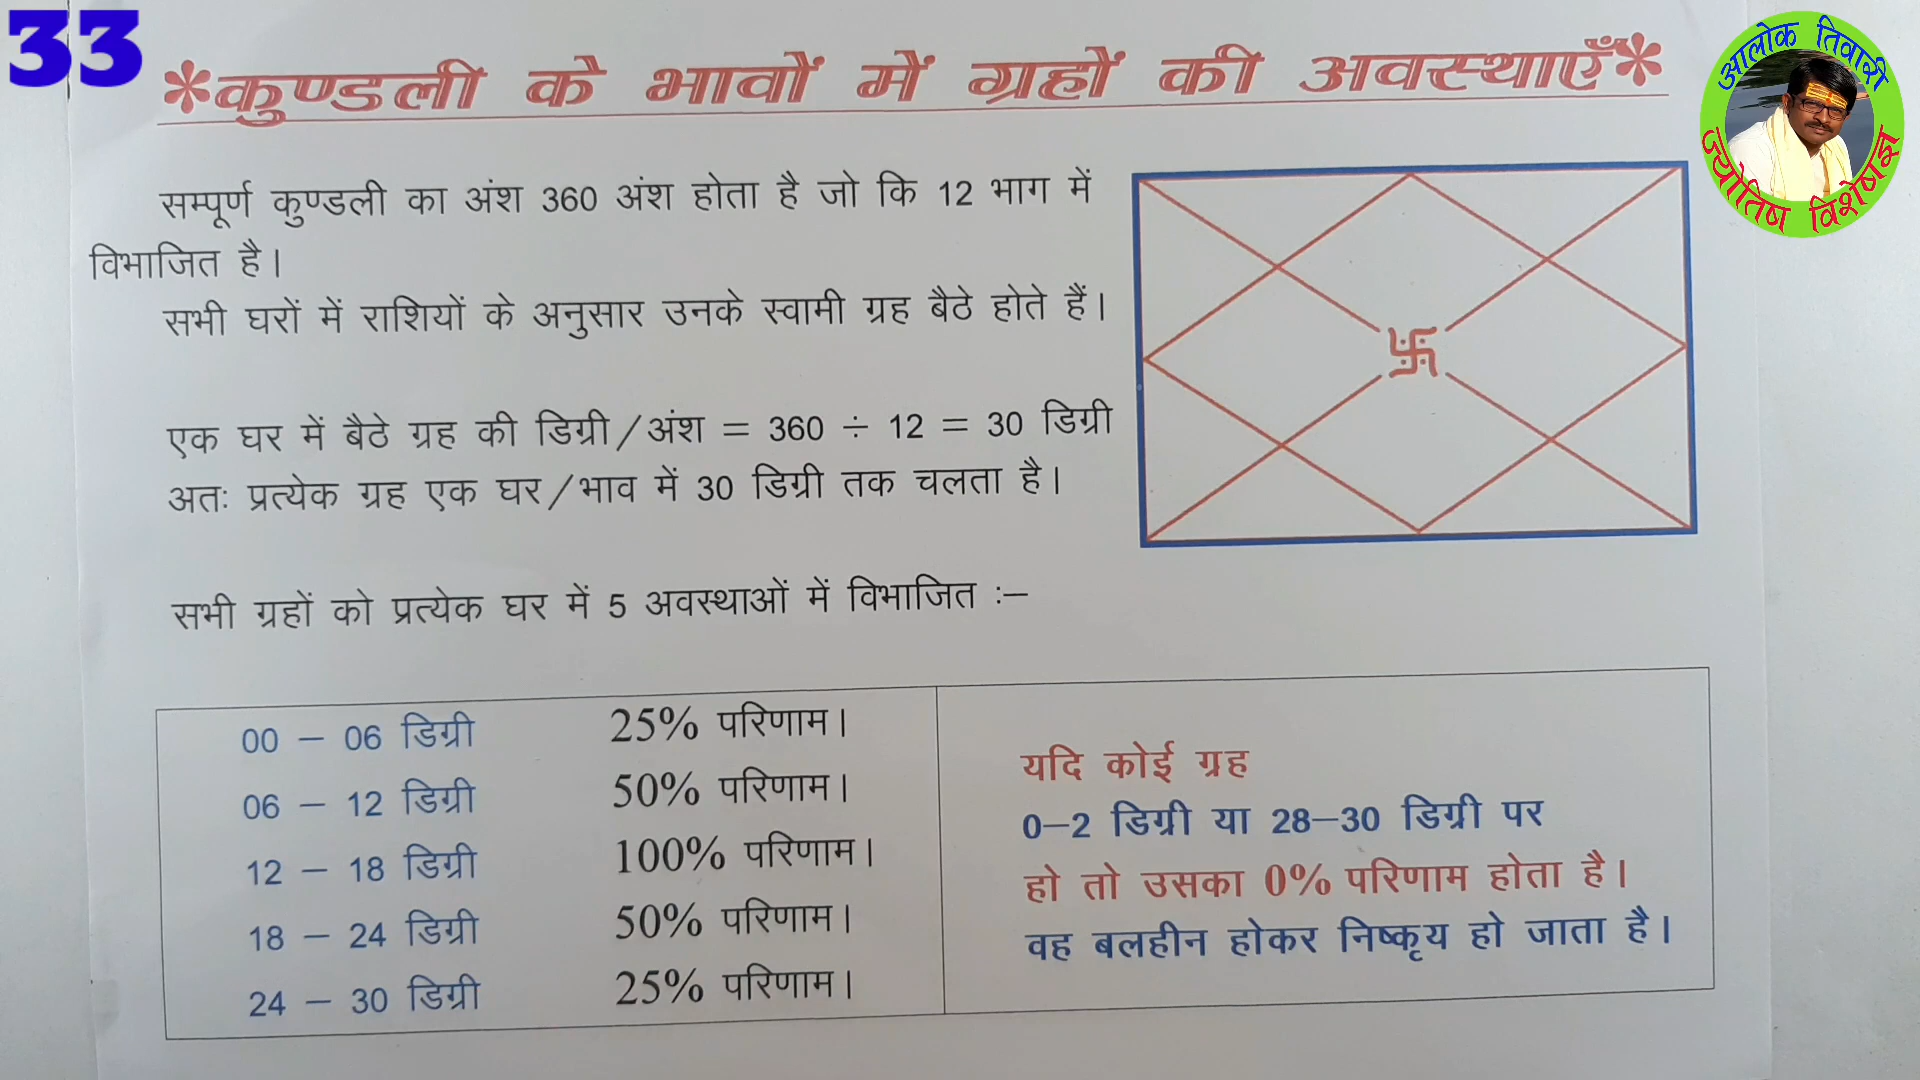 33
*कुण्डली के भावों में ग्रहों की अवस्थाएँ*
आलोक तिवारी
ज्योतिष विशेषज्ञ
सम्पूर्ण कुण्डली का अंश 360 अंश होता है जो कि 12 भाग में
विभाजित है।
सभी घरों में राशियों के अनुसार उनके स्वामी ग्रह बैठे होते हैं।
एक घर में बैठे ग्रह की डिग्री/अंश = 360 ÷ 12 = 30 डिग्री
अतः प्रत्येक ग्रह एक घर/भाव में 30 डिग्री तक चलता है।
सभी ग्रहों को प्रत्येक घर में 5 अवस्थाओं में विभाजित :–
00 – 06 डिग्री 25% परिणाम।
06 – 12 डिग्री 50% परिणाम।
12 – 18 डिग्री 100% परिणाम।
18 – 24 डिग्री 50% परिणाम।
24 – 30 डिग्री 25% परिणाम।
यदि कोई ग्रह
0–2 डिग्री या 28–30 डिग्री पर
हो तो उसका 0% परिणाम होता है।
वह बलहीन होकर निष्कृय हो जाता है।